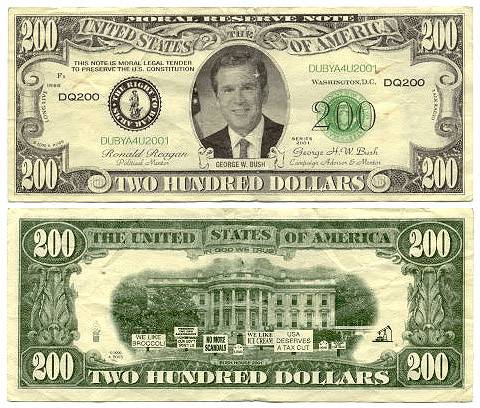 MORAL RESERVE NOTE
200
THE UNITED STATES OF AMERICA
200
THIS NOTE IS MORAL LEGAL TENDER
TO PRESERVE THE U.S. CONSTITUTION
DUBYA4U2001
WASHINGTON, D.C.
DQ200
DQ200
THE RIGHT TO BEAR ARMS
200
DUBYA4U2001
SERIES
2001
Ronald Reagan
Political Mentor
GEORGE W. BUSH
George H.W. Bush
Campaign Advisor & Mentor
200
TWO HUNDRED DOLLARS
200
200
THE UNITED STATES OF AMERICA
200
IN GOD WE TRUST
WE LIKE
BROCCOLI
NO MORE
SCANDALS
WE LIKE
ICE CREAM
USA
DESERVES
A TAX CUT
200
TWO HUNDRED DOLLARS
200